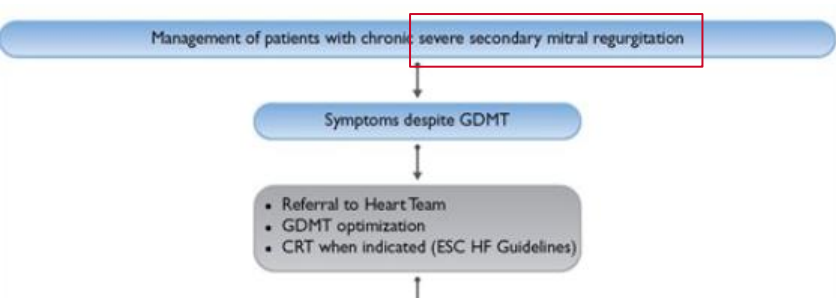 Management of patients with chronic severe secondary mitral regurgitation
Symptoms despite GDMT
• Referral to Heart Team
• GDMT optimization
• CRT when indicated (ESC HF Guidelines)